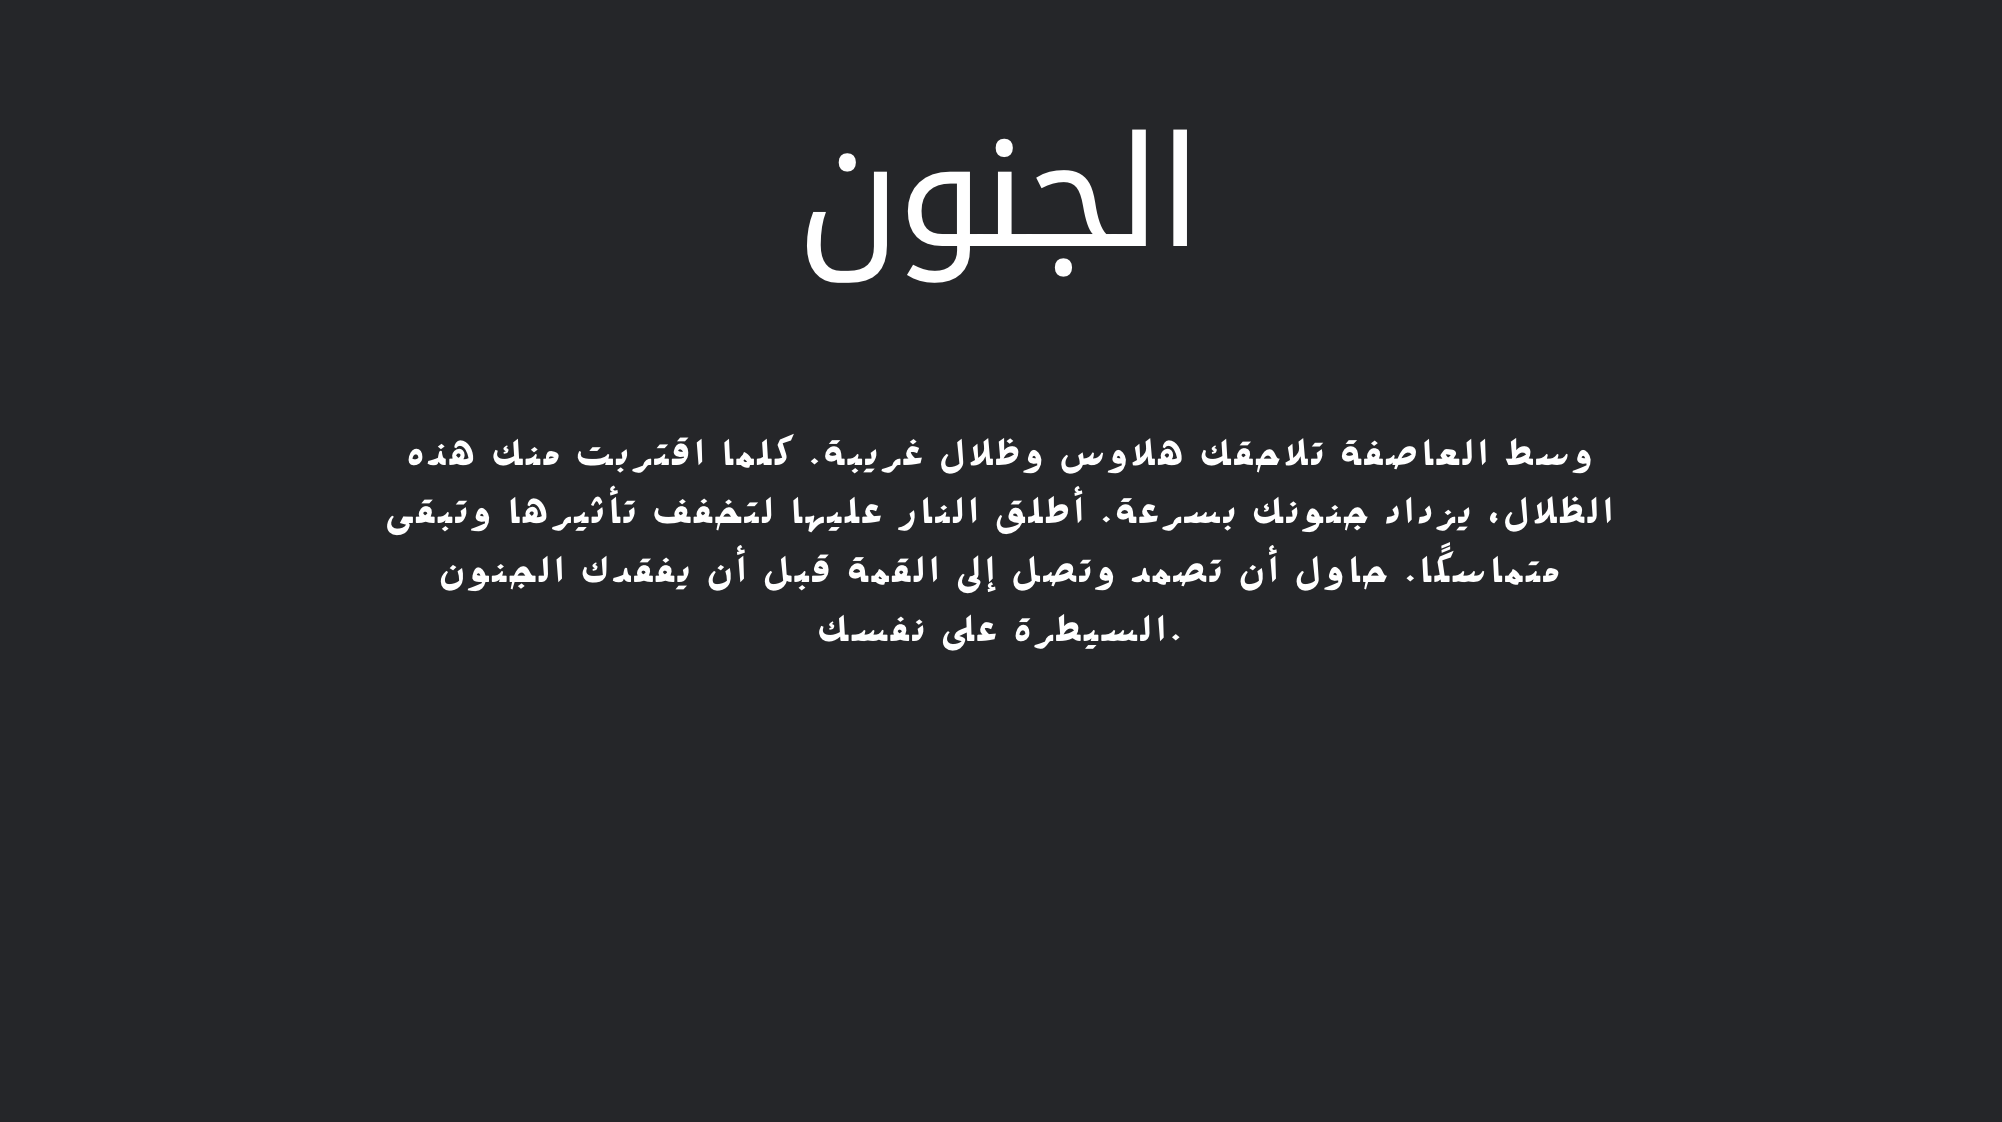 الجنون
وسط العاصفة تلاحقك هلاوس وظلال غريبة. كلما اقتربت منك هذه
الظلال، يزداد جنونك بسرعة. أطلق النار عليها لتخفف تأثيرها وتبقى
متماسكًا. حاول أن تصمد وتصل إلى القمة قبل أن يفقدك الجنون
.السيطرة على نفسك